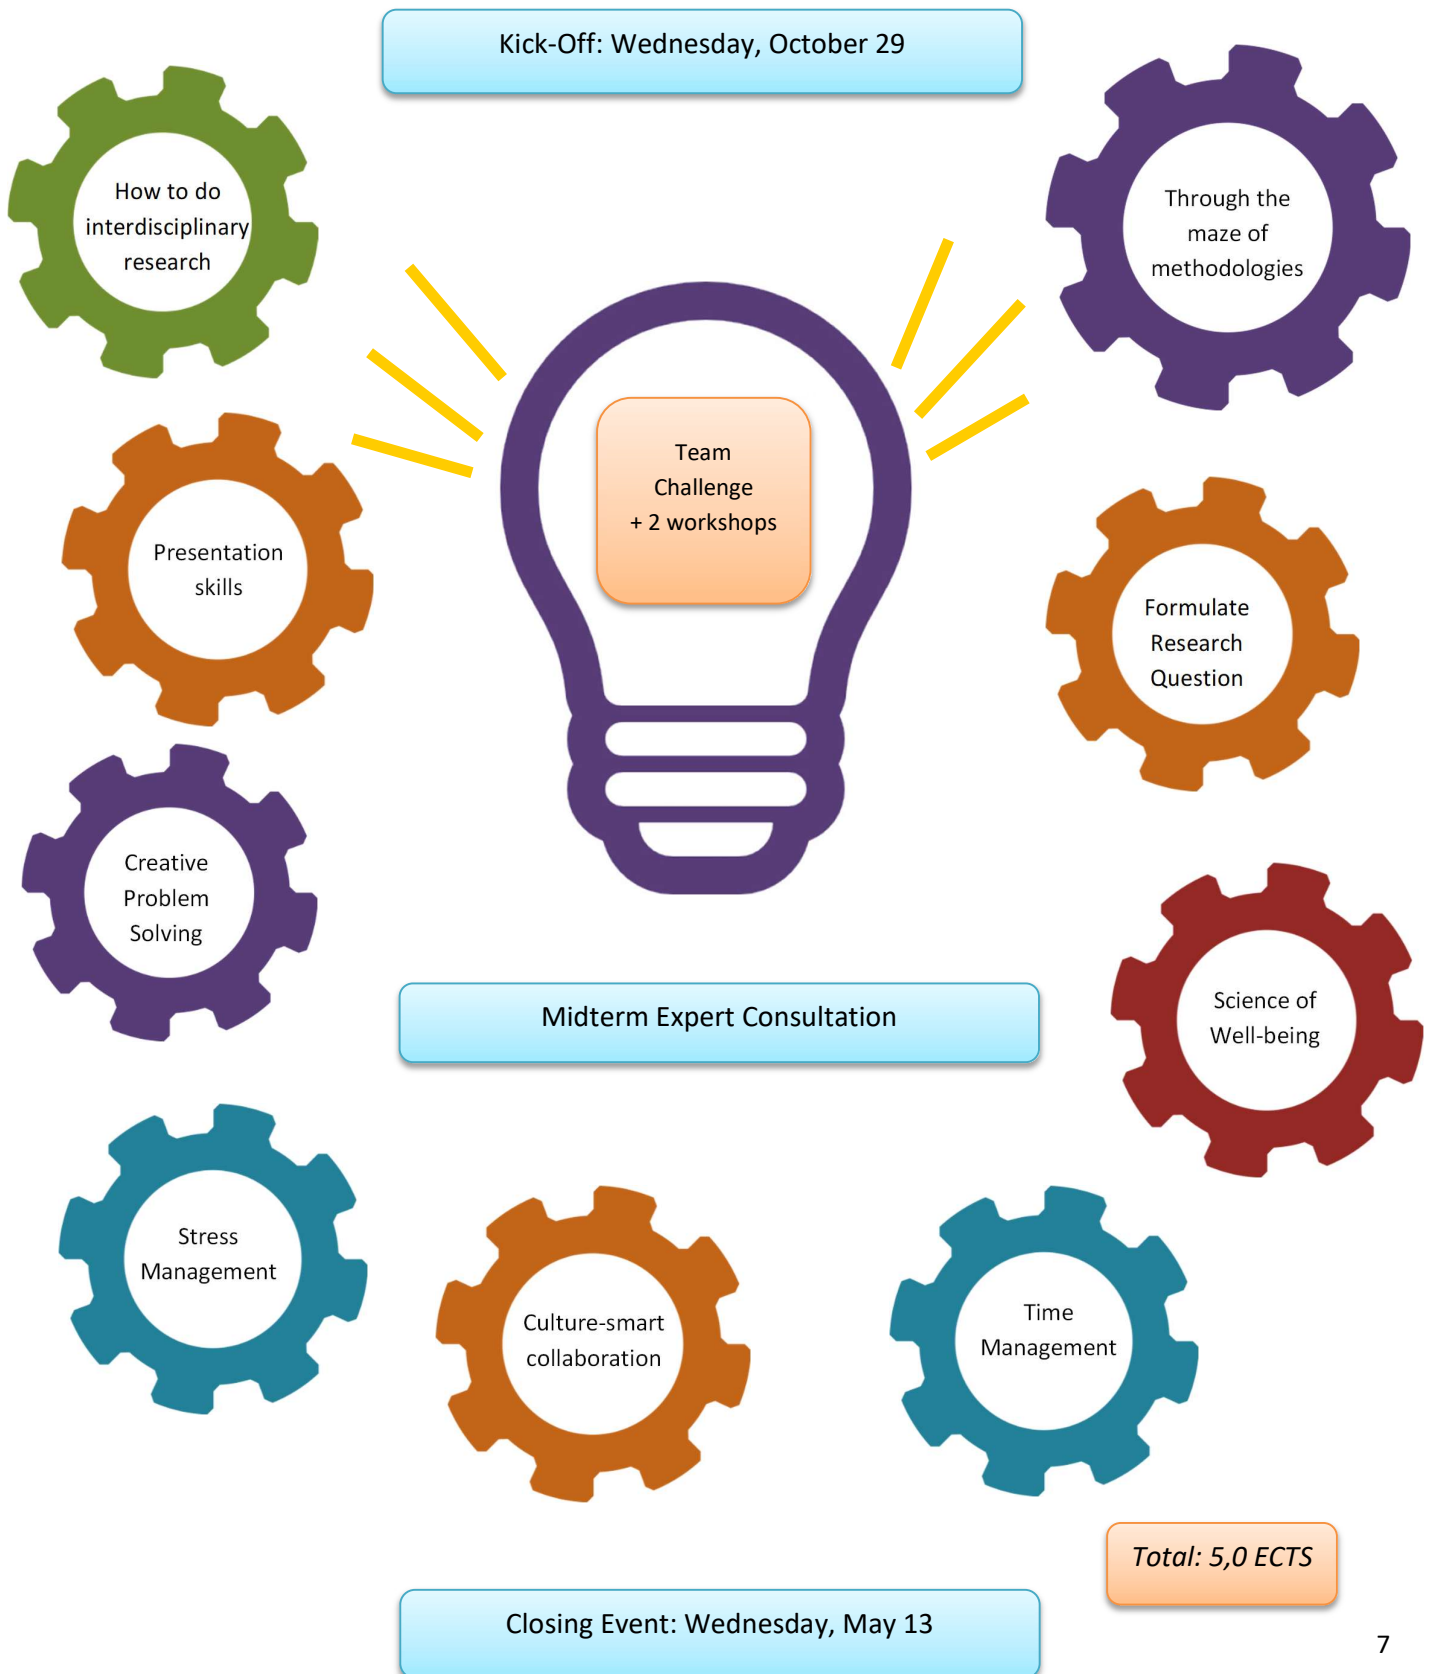 Kick-Off: Wednesday, October 29
How to do
interdisciplinary
research
Through the
maze of
methodologies
Team
Challenge
+ 2 workshops
Presentation
skills
Formulate
Research
Question
Creative
Problem
Solving
Midterm Expert Consultation
Science of
Well-being
Stress
Management
Culture-smart
collaboration
Time
Management
Total: 5,0 ECTS
Closing Event: Wednesday, May 13
7